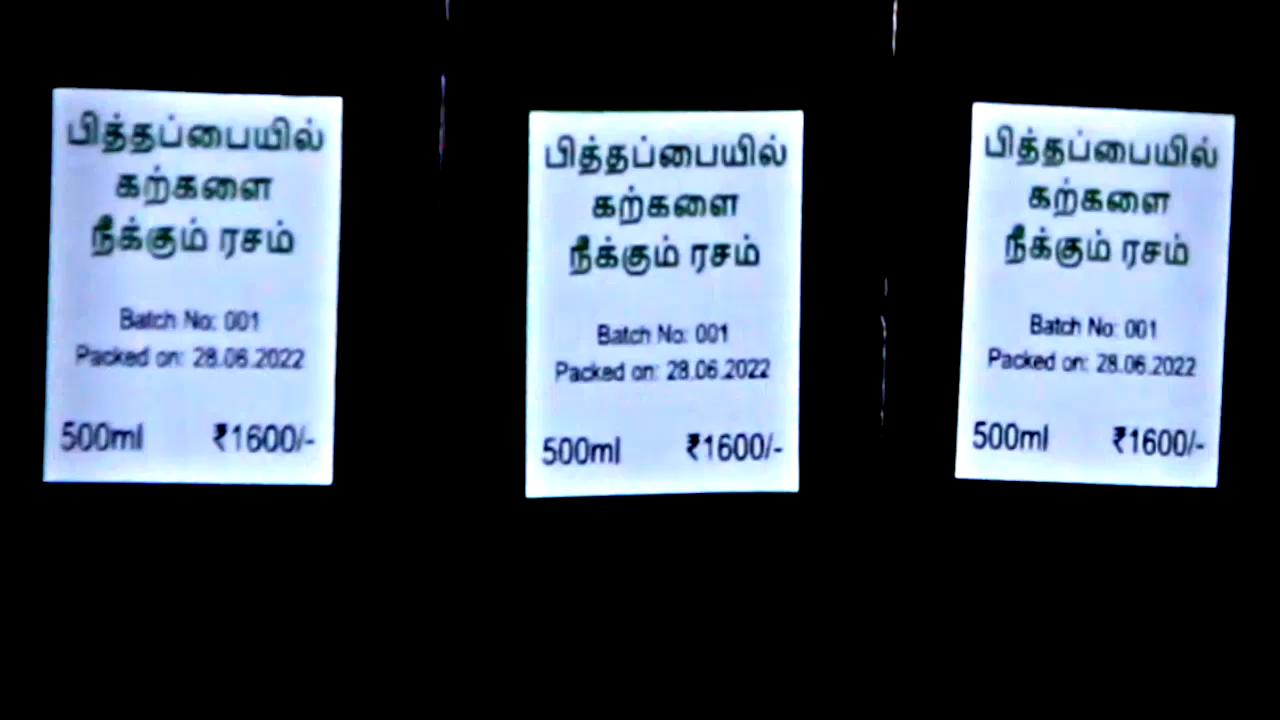 பித்தப்பையில்
கற்களை
நீக்கும் ரசம்
Batch No: 001
Packed on: 28.06.2022
500ml ₹1600/-
பித்தப்பையில்
கற்களை
நீக்கும் ரசம்
Batch No: 001
Packed on: 28.06.2022
500ml ₹1600/-
பித்தப்பையில்
கற்களை
நீக்கும் ரசம்
Batch No: 001
Packed on: 28.06.2022
500ml ₹1600/-